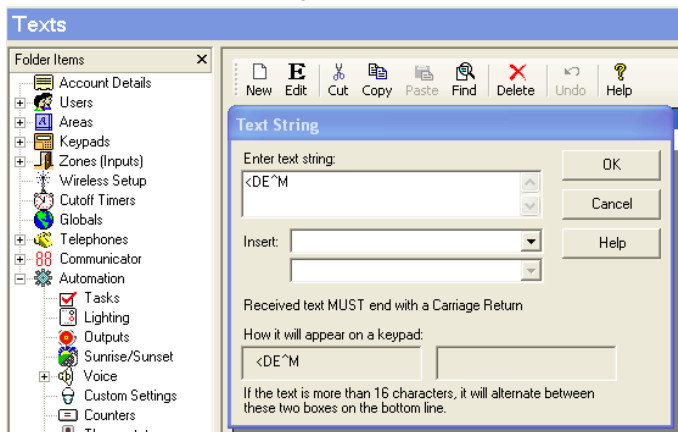 Texts
Folder Items
Account Details
Users
Areas
Keypads
Zones (Inputs)
Wireless Setup
Cutoff Timers
Globals
Telephones
88 Communicator
Automation
Tasks
Lighting
Outputs
Sunrise/Sunset
Voice
Custom Settings
Counters
New Edit Cut Copy Paste Find Delete Undo Help
Text String
Enter text string:
<DE^M
OK
Cancel
Insert:
Help
Received text MUST end with a Carriage Return
How it will appear on a keypad:
<DE^M
If the text is more than 16 characters, it will alternate between
these two boxes on the bottom line.